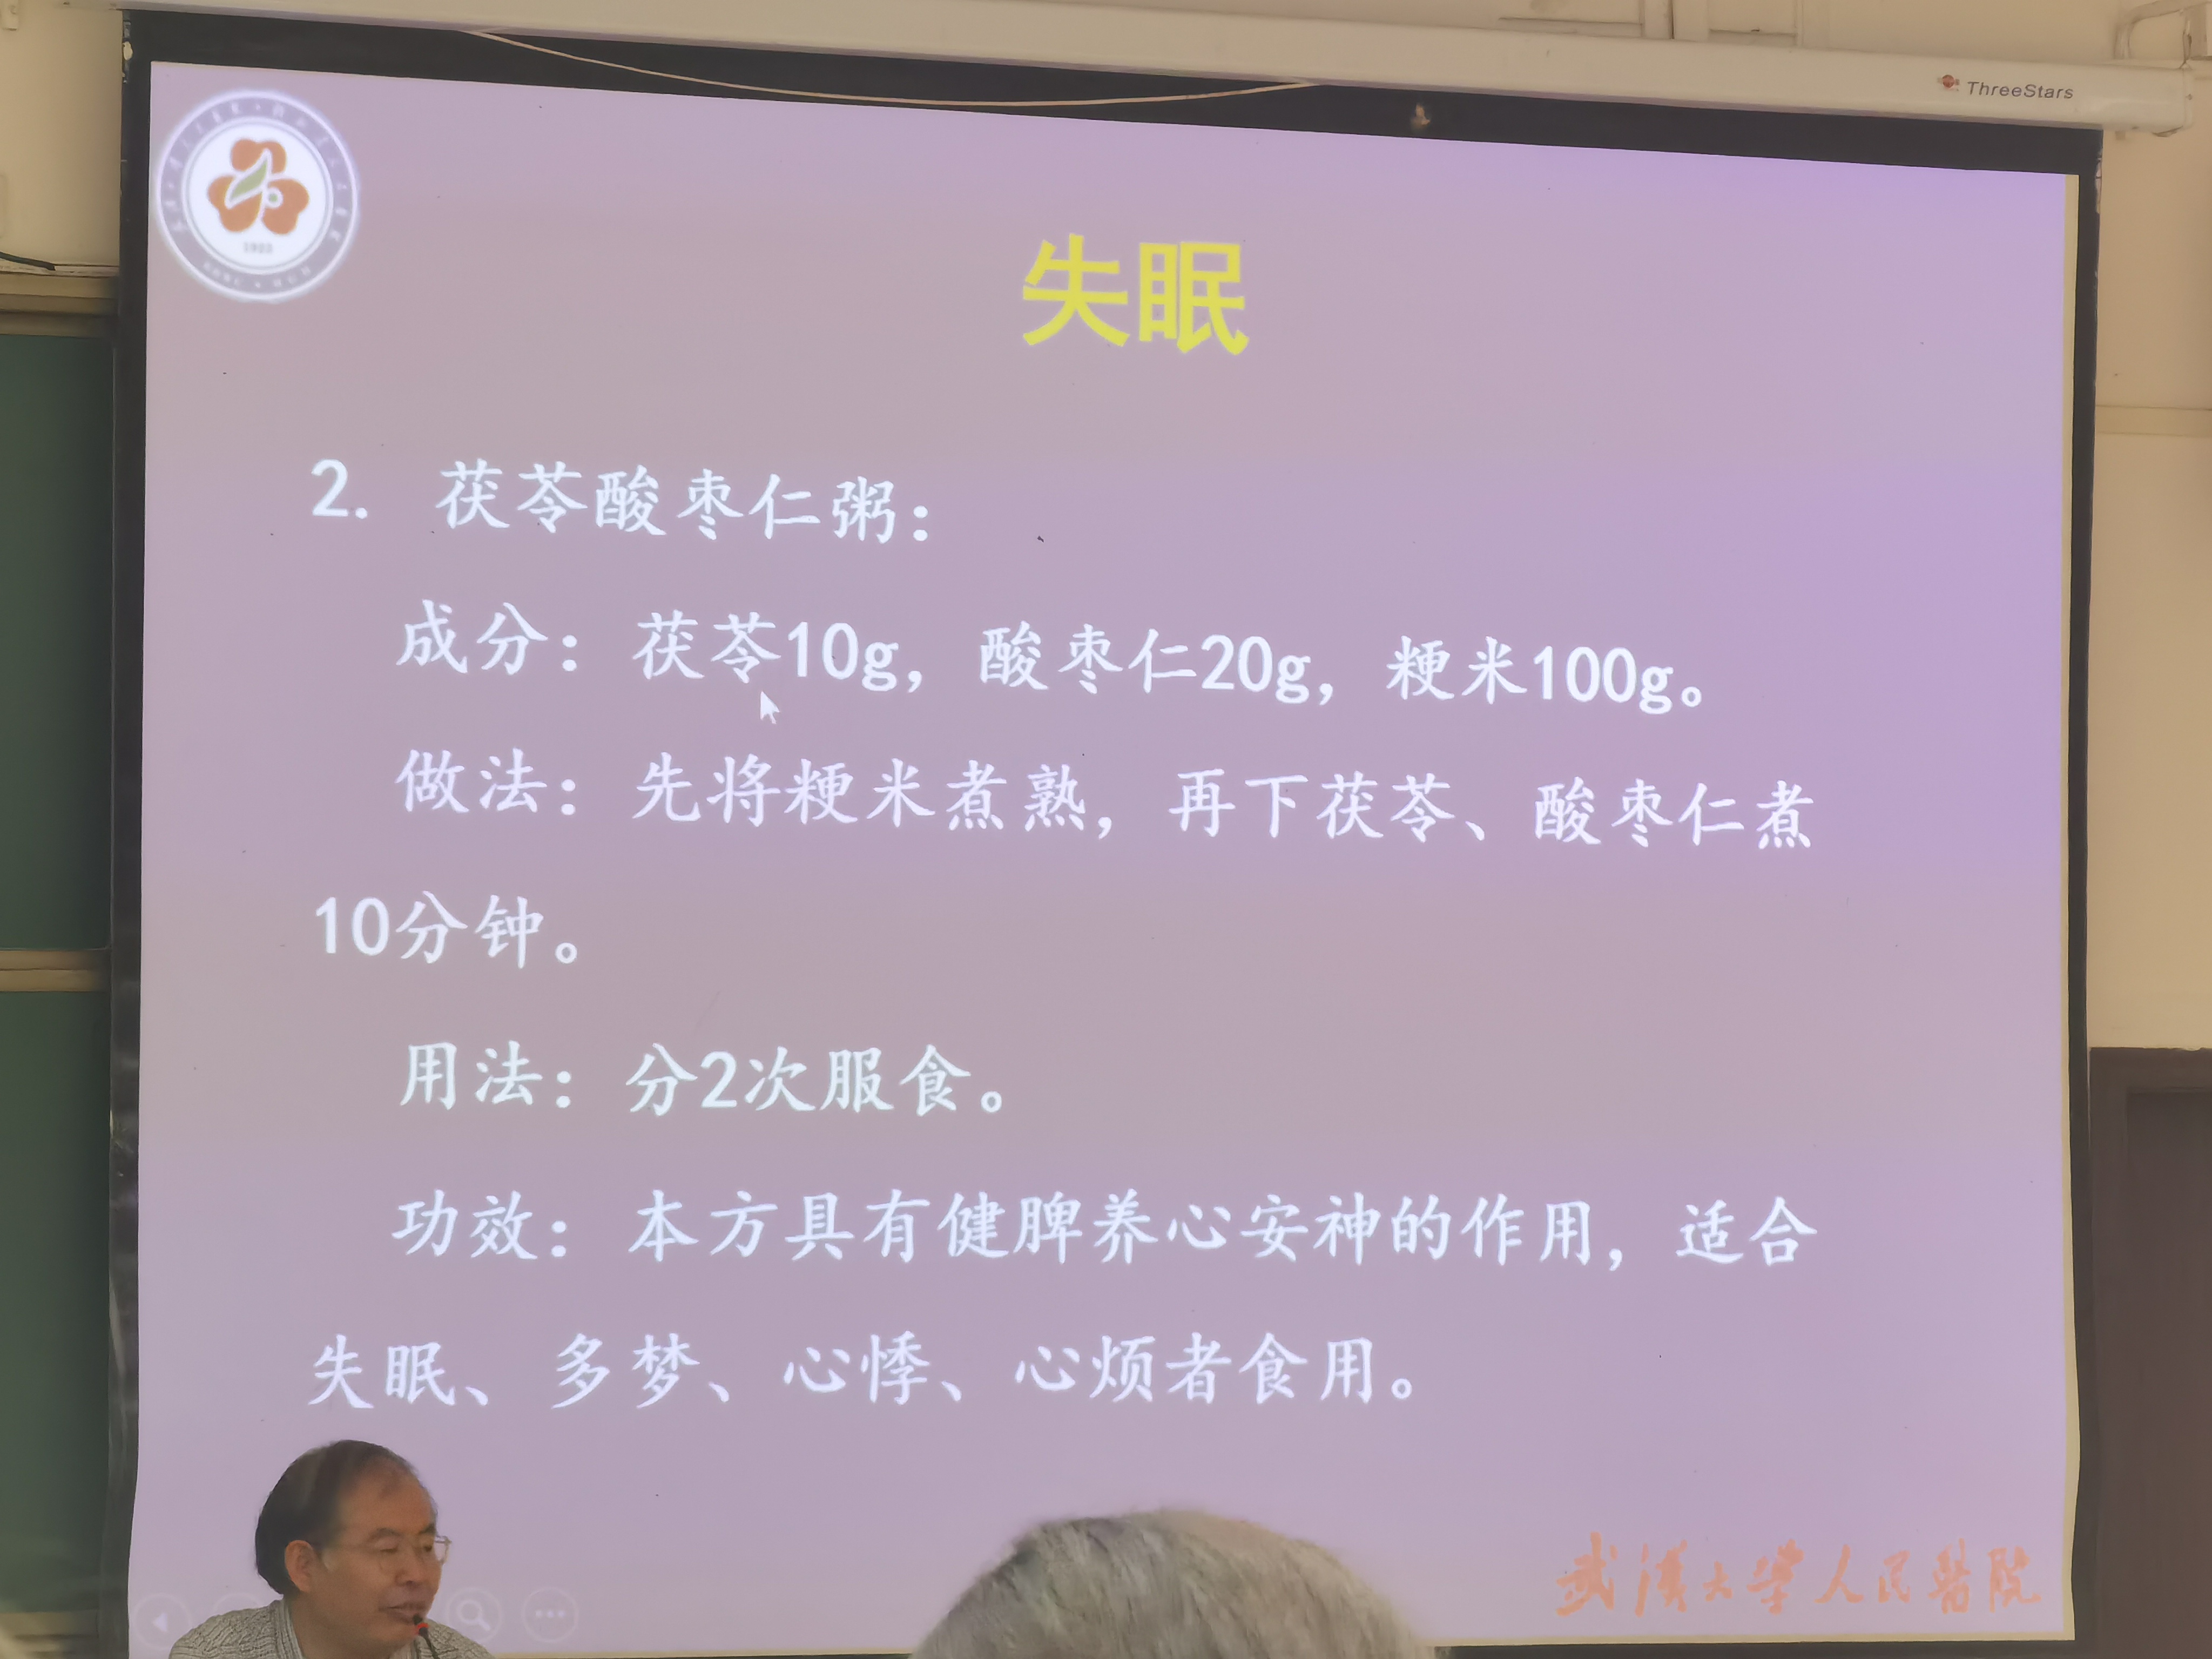 ThreeStars
1923
失眠
2. 茯苓酸枣仁粥：
成分：茯苓10g，酸枣仁20g，粳米100g。
做法：先将粳米煮熟，再下茯苓、酸枣仁煮
10分钟。
用法：分2次服食。
功效：本方具有健脾养心安神的作用，适合
失眠、多梦、心悸、心烦者食用。
武漢大學人民醫院